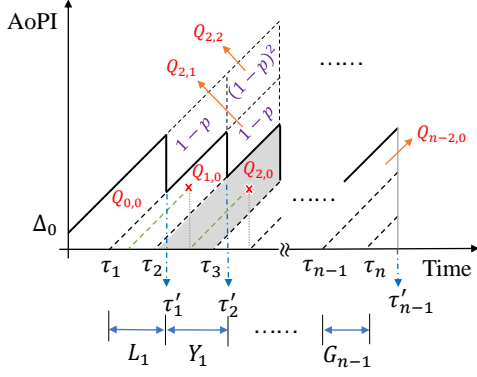 AoPI
Q₂,₂
Q₂,₁
(1−p)²
......
1−p
1−p
Q₀,₀
Q₁,₀
Q₂,₀
Qₙ₋₂,₀
......
Δ₀
τ₁ τ₂ τ₃ τₙ₋₁ τₙ Time
τ′₁ τ′₂ τ′ₙ₋₁
L₁ Y₁ ...... Gₙ₋₁